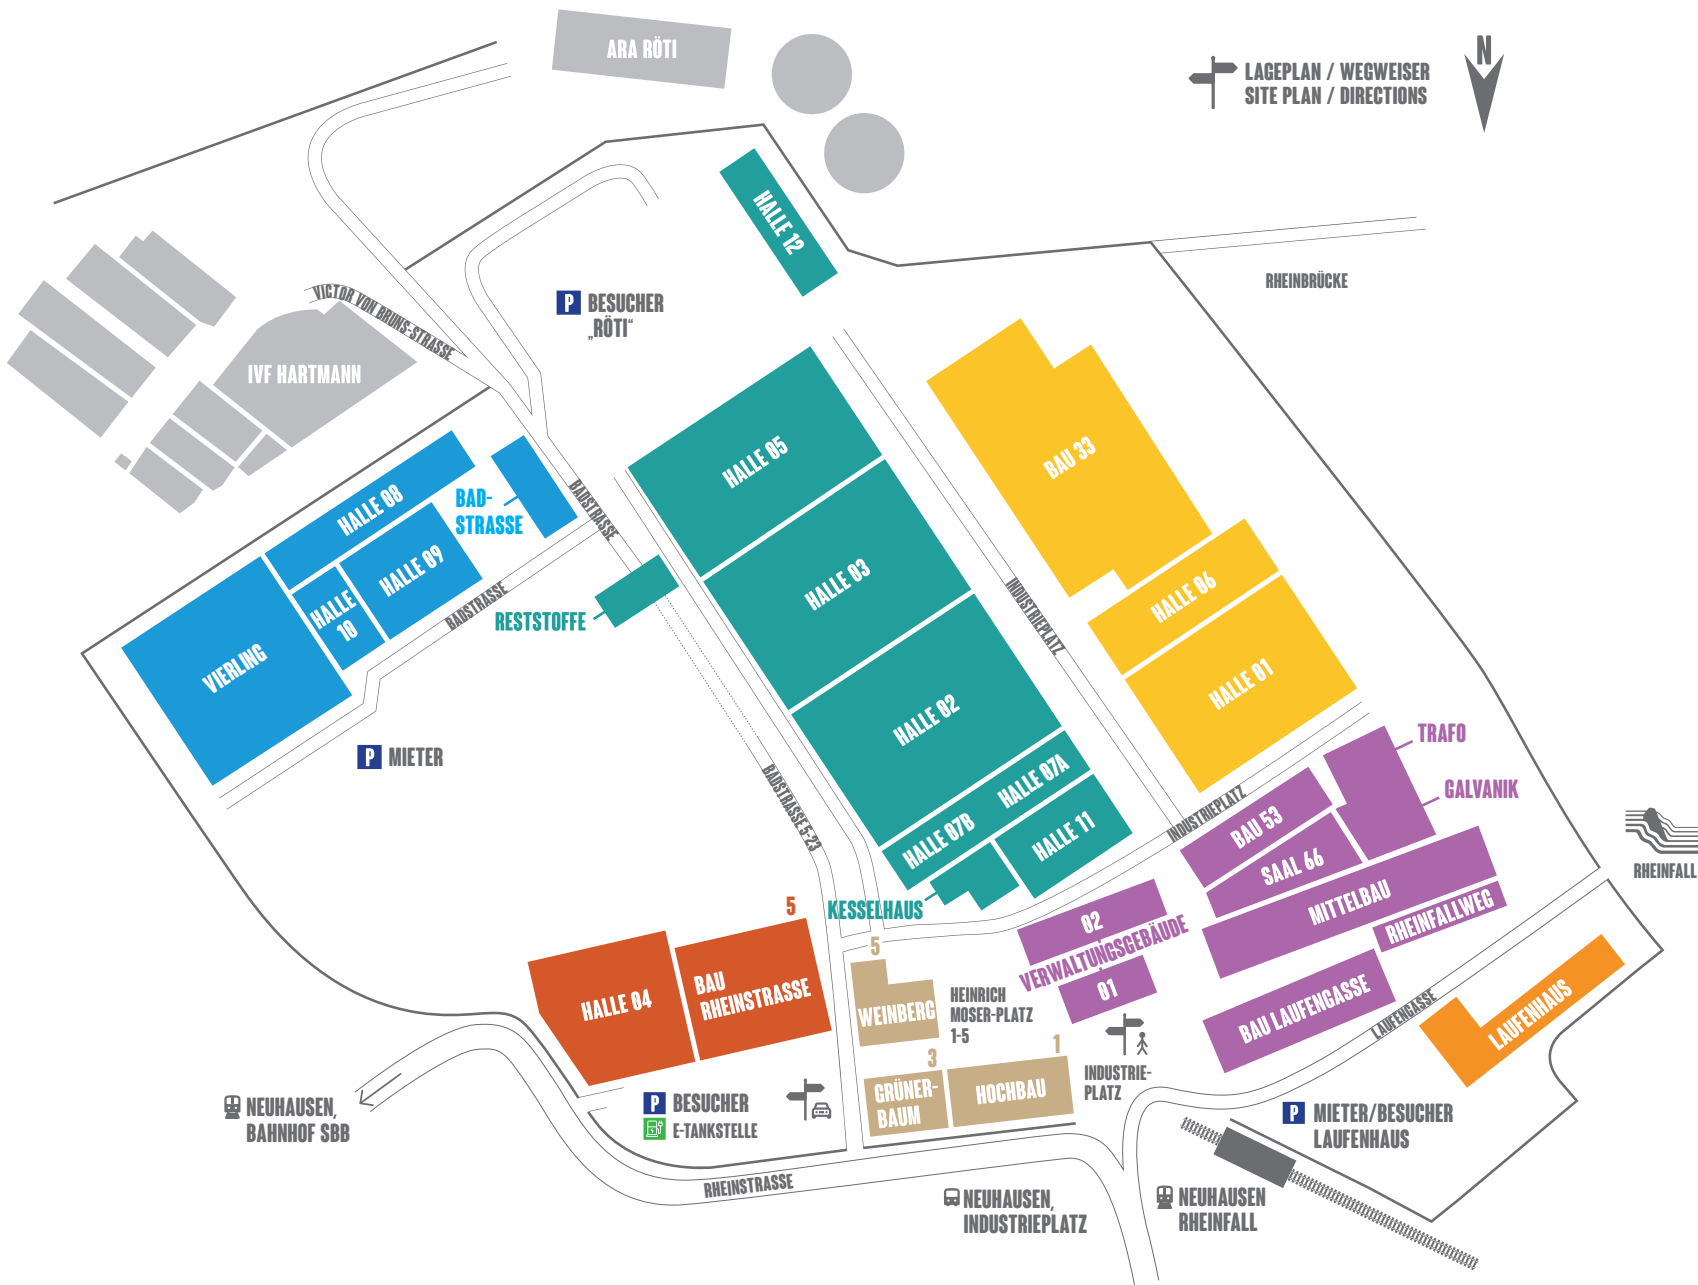 ARA RÖTI
LAGEPLAN / WEGWEISER
SITE PLAN / DIRECTIONS
N
HALLE 12
RHEINBRÜCKE
VICTOR VON BRUNS-STRASSE
P BESUCHER
„RÖTI“
IVF HARTMANN
HALLE 05
BAU 33
HALLE 08
BAD-
STRASSE
BADSTRASSE
HALLE 09
HALLE
10
BADSTRASSE
RESTSTOFFE
HALLE 03
INDUSTRIEPLATZ
HALLE 06
VIERLING
HALLE 01
HALLE 02
P MIETER
TRAFO
HALLE 07A
GALVANIK
BADSTRASSE 5-23
HALLE 07B
HALLE 11
INDUSTRIEPLATZ
BAU 53
SAAL 66
RHEINFALL
KESSELHAUS
MITTELBAU
RHEINFALLWEG
5
02
VERWALTUNGSGEBÄUDE
01
5
HALLE 04
BAU
RHEINSTRASSE
WEINBERG
HEINRICH
MOSER-PLATZ
1-5
BAU LAUFENGASSE
LAUFENGASSE
LAUFENHAUS
3
1
GRÜNER-
BAUM
HOCHBAU
INDUSTRIE-
PLATZ
NEUHAUSEN,
BAHNHOF SBB
P BESUCHER
E-TANKSTELLE
P MIETER/BESUCHER
LAUFENHAUS
RHEINSTRASSE
NEUHAUSEN,
INDUSTRIEPLATZ
NEUHAUSEN
RHEINFALL